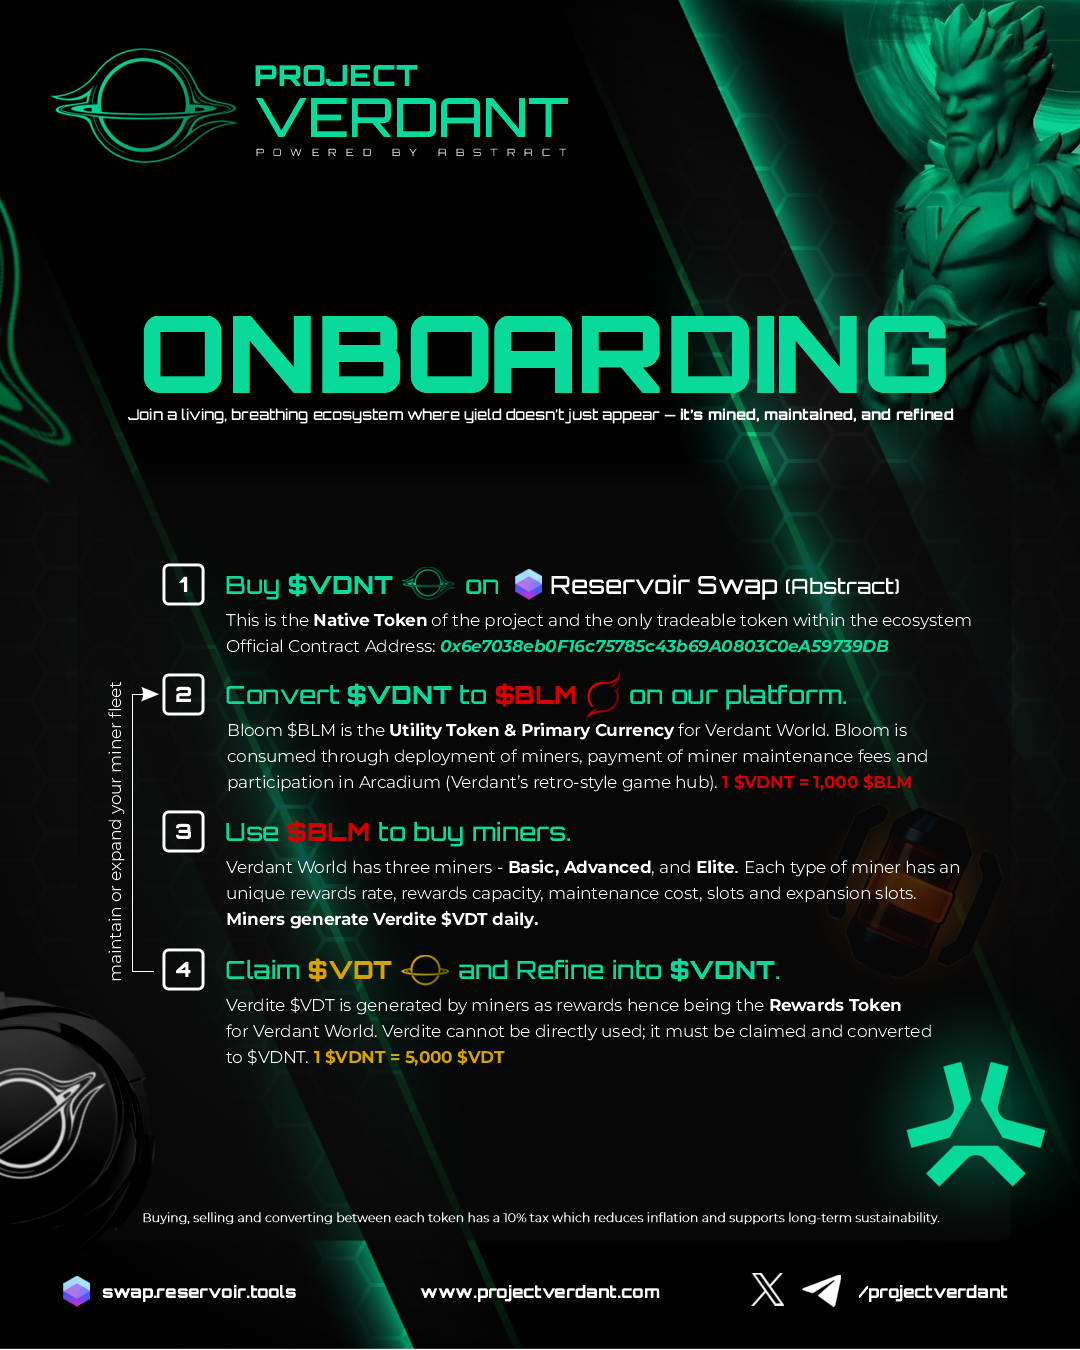 PROJECT
VERDANT
POWERED BY ABSTRACT
ONBOARDING
Join a living, breathing ecosystem where yield doesn't just appear – it's mined, maintained, and refined
1 Buy $VDNT on Reservoir Swap (Abstract)
This is the Native Token of the project and the only tradeable token within the ecosystem
Official Contract Address: 0x6e7038eb0F16c75785c43b69A0803C0eA59739DB
maintain or expand your miner fleet
2 Convert $VDNT to $BLM on our platform.
Bloom $BLM is the Utility Token & Primary Currency for Verdant World. Bloom is
consumed through deployment of miners, payment of miner maintenance fees and
participation in Arcadium (Verdant's retro-style game hub). 1 $VDNT = 1,000 $BLM
3 Use $BLM to buy miners.
Verdant World has three miners - Basic, Advanced, and Elite. Each type of miner has an
unique rewards rate, rewards capacity, maintenance cost, slots and expansion slots.
Miners generate Verdite $VDT daily.
4 Claim $VDT and Refine into $VDNT.
Verdite $VDT is generated by miners as rewards hence being the Rewards Token
for Verdant World. Verdite cannot be directly used; it must be claimed and converted
to $VDNT. 1 $VDNT = 5,000 $VDT
Buying, selling and converting between each token has a 10% tax which reduces inflation and supports long-term sustainability.
swap.reservoir.tools
www.projectverdant.com
/projectverdant